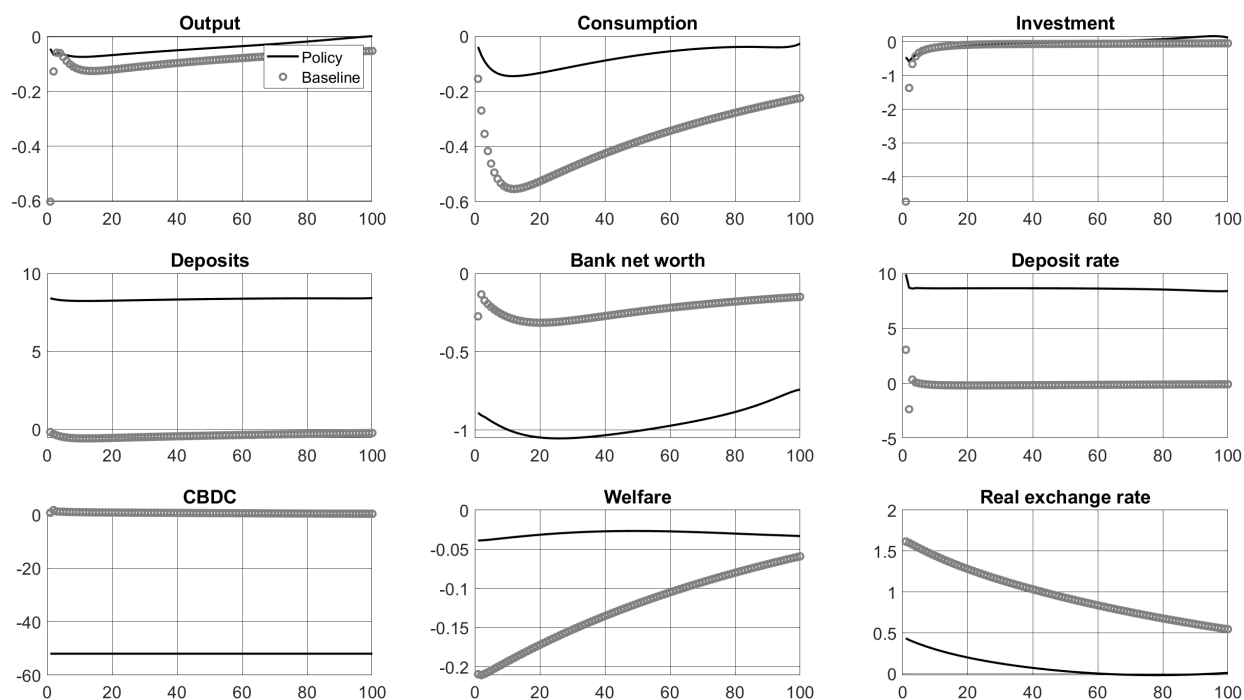 Output
0
-0.2
-0.4
-0.6
0 20 40 60 80 100
Policy
Baseline
Consumption
0
-0.2
-0.4
-0.6
0 20 40 60 80 100
Investment
0
-1
-2
-3
-4
0 20 40 60 80 100
Deposits
10
5
0
0 20 40 60 80 100
Bank net worth
0
-0.5
-1
0 20 40 60 80 100
Deposit rate
10
5
0
-5
0 20 40 60 80 100
CBDC
0
-20
-40
-60
0 20 40 60 80 100
Welfare
0
-0.05
-0.1
-0.15
-0.2
0 20 40 60 80 100
Real exchange rate
2
1.5
1
0.5
0
0 20 40 60 80 100